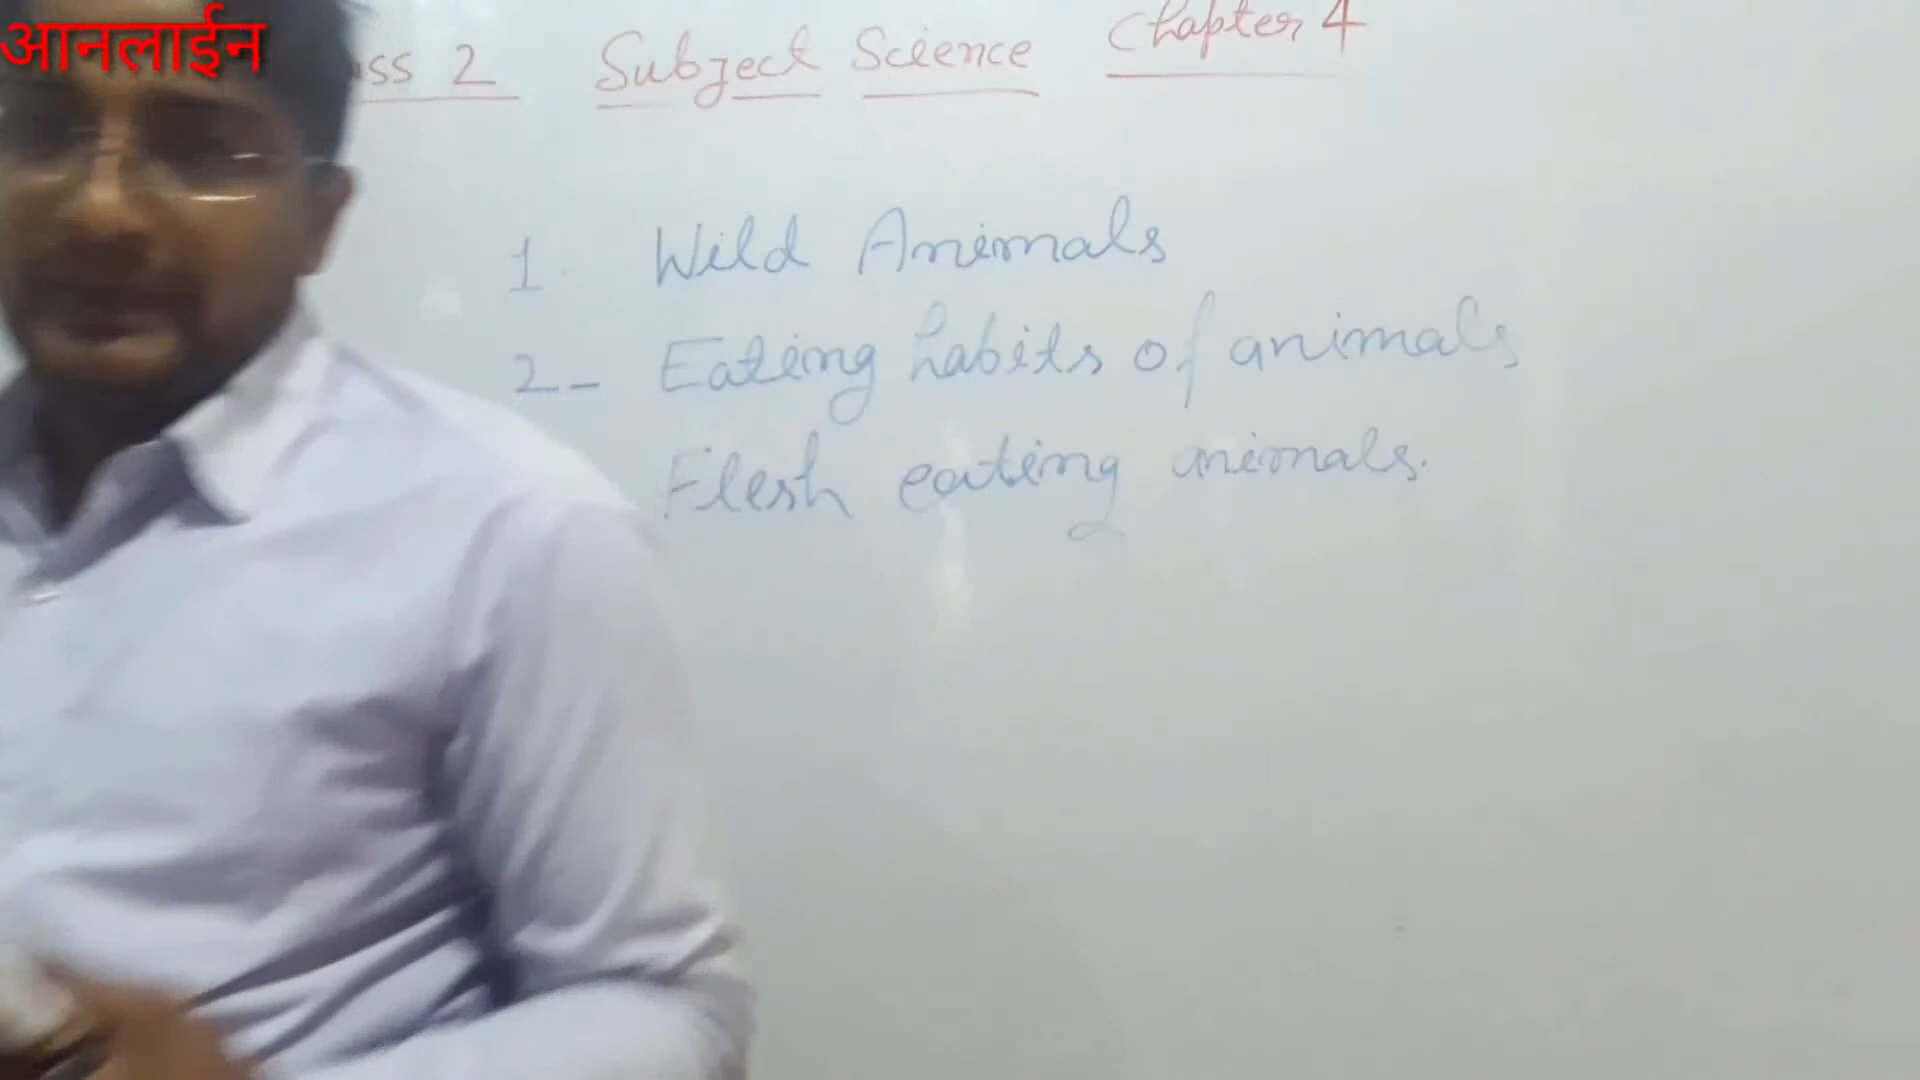 आनलाईन
ss 2 Subject Science Chapter 4
1. Wild Animals
2- Eating habits of animals
Flesh eating animals.